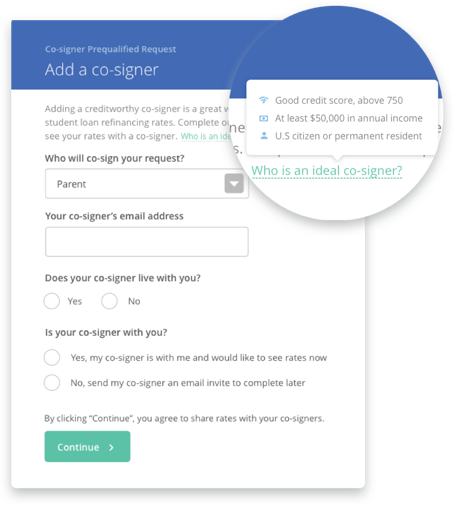 Co-signer Prequalified Request
Add a co-signer
Adding a creditworthy co-signer is a great w
student loan refinancing rates. Complete o
see your rates with a co-signer. Who is an ide
Who will co-sign your request?
Parent
Your co-signer's email address
Does your co-signer live with you?
Yes No
Is your co-signer with you?
Yes, my co-signer is with me and would like to see rates now
No, send my co-signer an email invite to complete later
By clicking “Continue”, you agree to share rates with your co-signers.
Continue
Good credit score, above 750
At least $50,000 in annual income
U.S citizen or permanent resident
Who is an ideal co-signer?